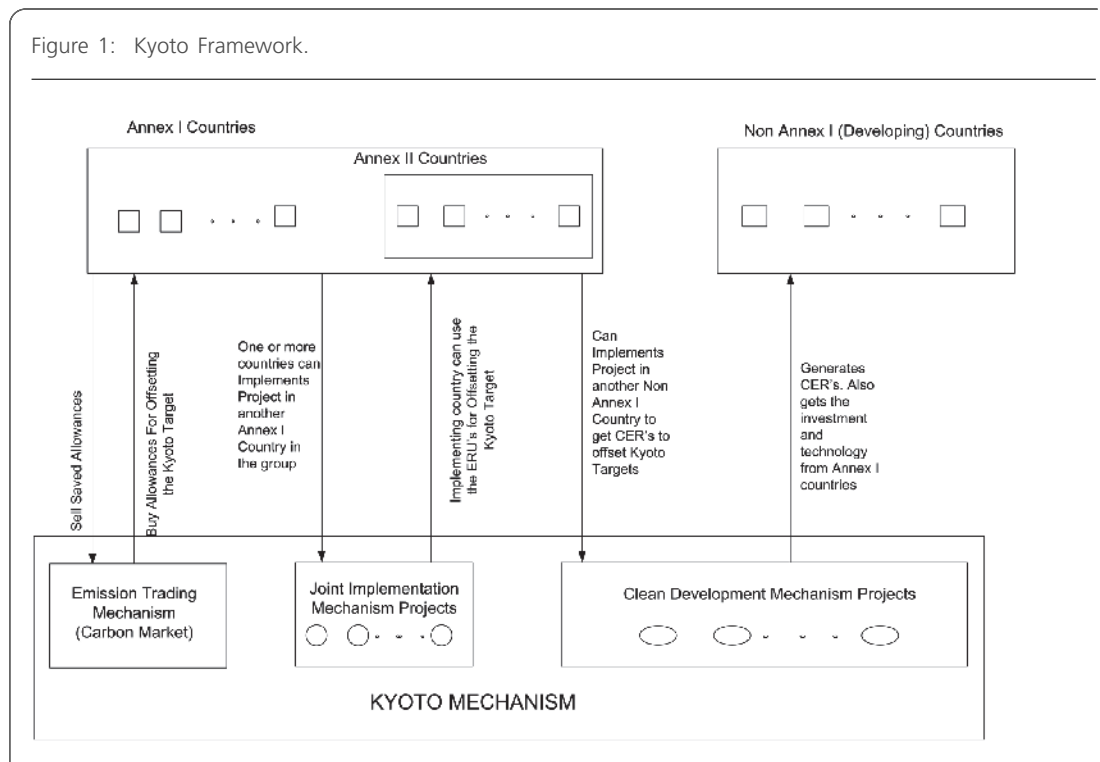 Figure 1: Kyoto Framework.
Annex I Countries
Non Annex I (Developing) Countries
Annex II Countries
Sell Saved Allowances
Buy Allowances For Offsetting
the Kyoto Target
One or more
countries can
Implements
Project in
another
Annex I
Country in
the group
Implementing country can use
the ERU's for Offsetting the
Kyoto Target
Can
Implements
Project in
another Non
Annex I
Country to
get CER's to
offset Kyoto
Targets
Generates
CER's. Also
gets the
investment
and
technology
from Annex I
countries
Emission Trading
Mechanism
(Carbon Market)
Joint Implementation
Mechanism Projects
Clean Development Mechanism Projects
KYOTO MECHANISM